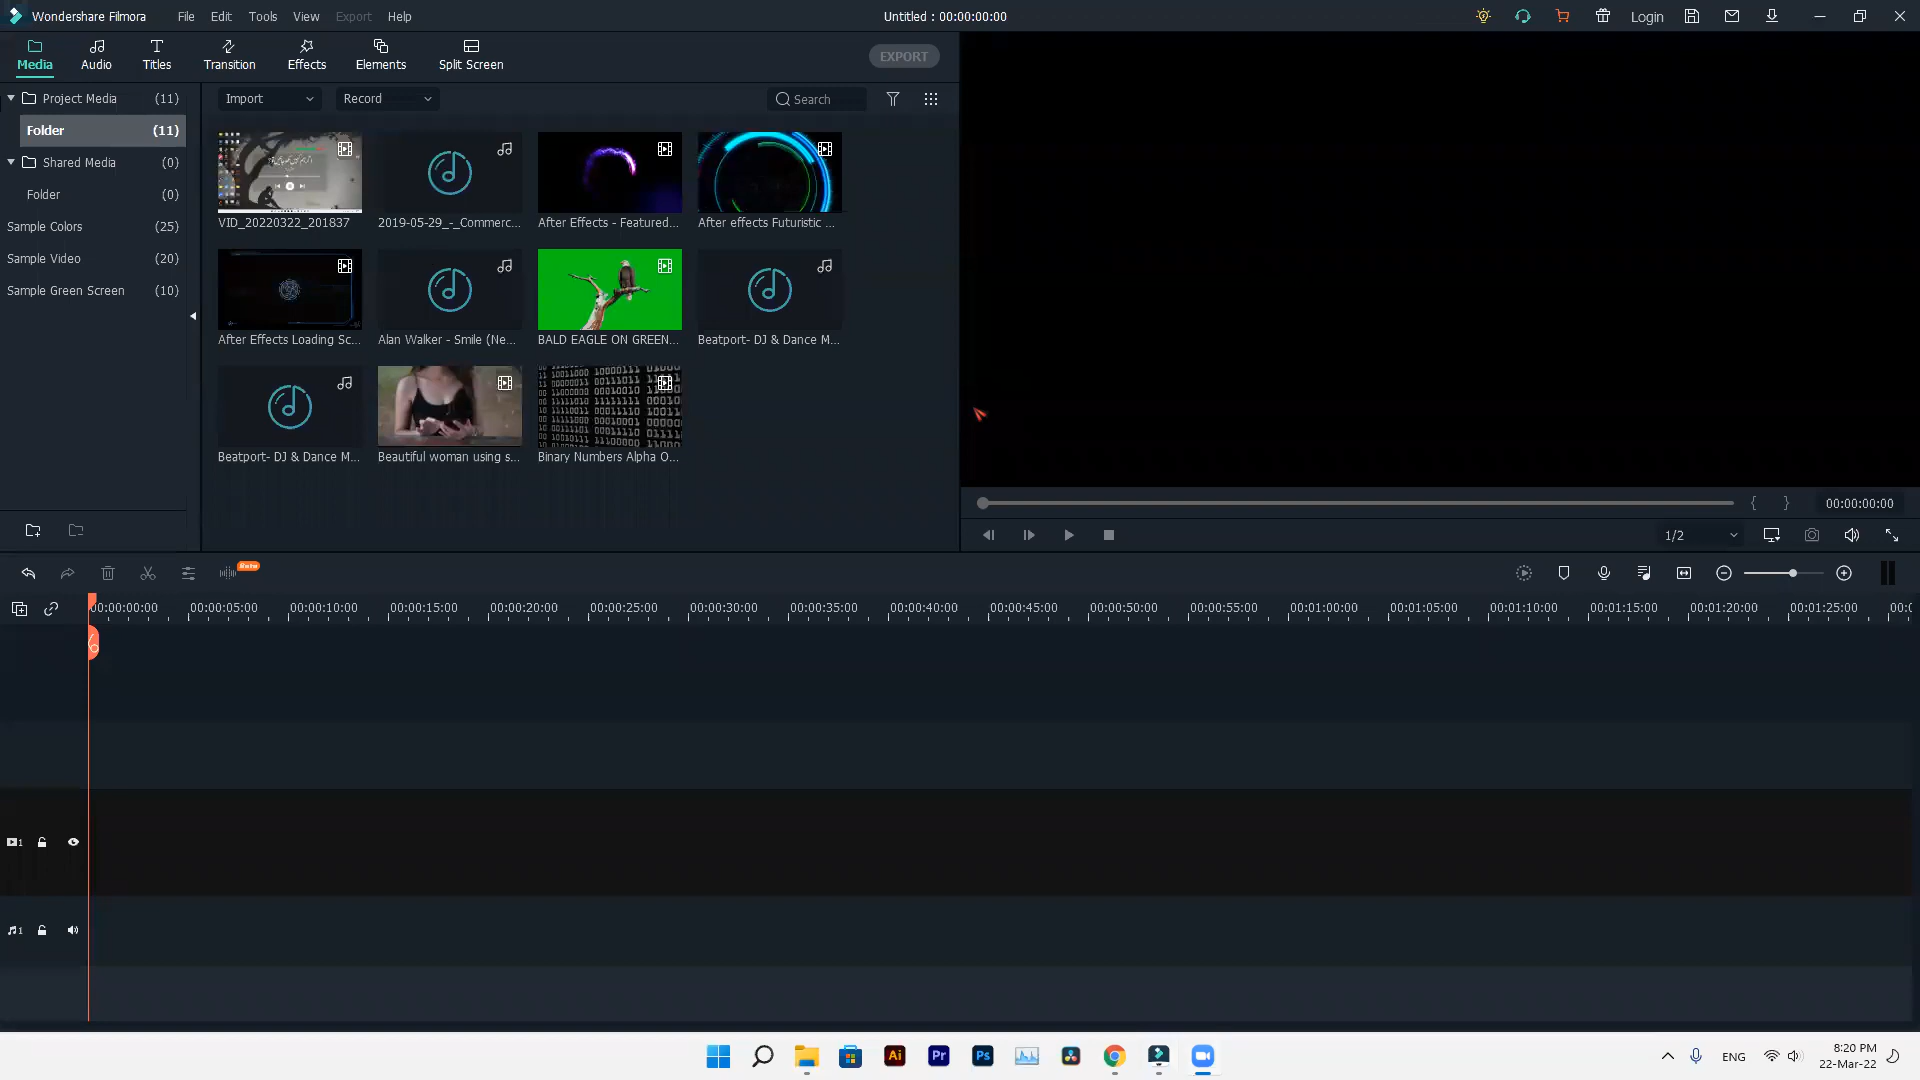 Wondershare Filmora File Edit Tools View Export Help Untitled : 00:00:00:00 Login
Media Audio Titles Transition Effects Elements Split Screen EXPORT
Project Media (11)
Folder (11)
Shared Media (0)
Folder (0)
Sample Colors (25)
Sample Video (20)
Sample Green Screen (10)
Import Record Search
VID_20220322_201837 2019-05-29_-_Commerc... After Effects - Featured... After effects Futuristic ...
After Effects Loading Sc... Alan Walker - Smile (Ne... BALD EAGLE ON GREEN... Beatport- DJ & Dance M...
Beatport- DJ & Dance M... Beautiful woman using s... Binary Numbers Alpha O...
{ } 00:00:00:00
1/2
00:00:00:00 00:00:05:00 00:00:10:00 00:00:15:00 00:00:20:00 00:00:25:00 00:00:30:00 00:00:35:00 00:00:40:00 00:00:45:00 00:00:50:00 00:00:55:00 00:01:00:00 00:01:05:00 00:01:10:00 00:01:15:00 00:01:20:00 00:01:25:00
1
1
Ai Pr Ps ENG 8:20 PM
22-Mar-22